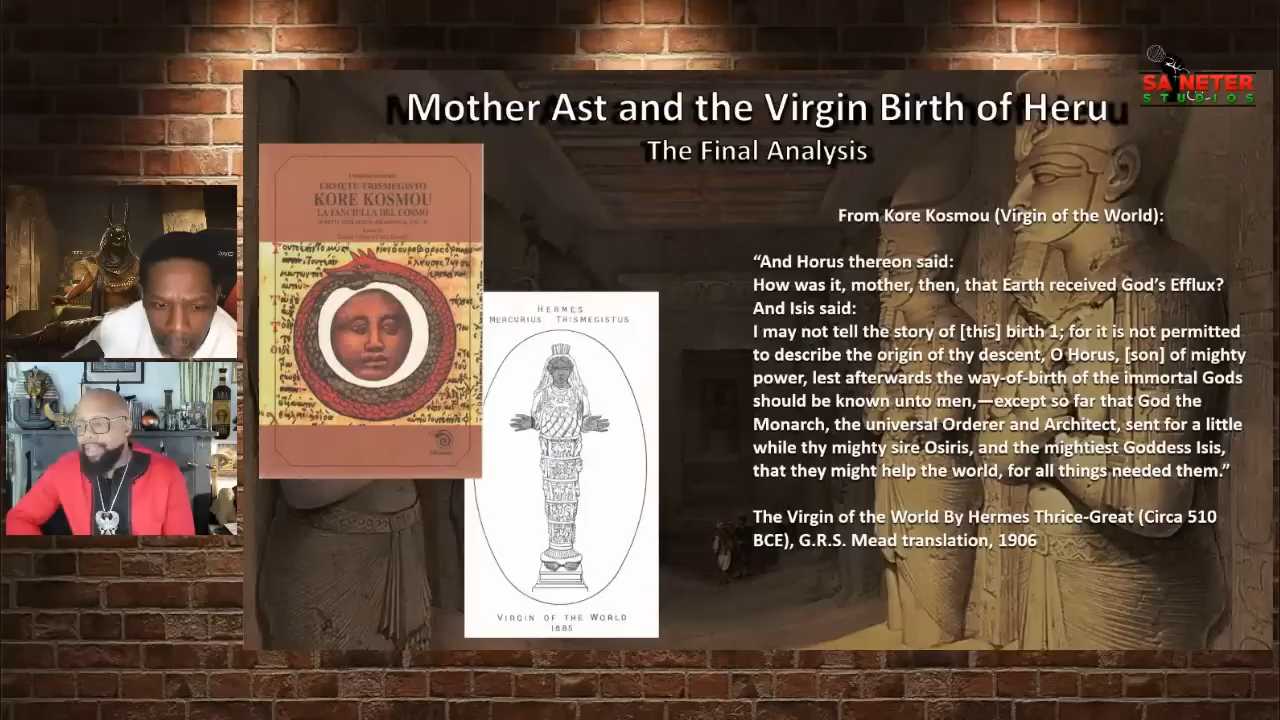 SA NETER
STUDIOS
Mother Ast and the Virgin Birth of Heru
The Final Analysis
ERMETE TRISMEGISTO
KORE KOSMOU
LA FANCIULLA DEL COSMO
HERMES
MERCURIUS TRISMEGISTUS
VIRGIN OF THE WORLD
1885
From Kore Kosmou (Virgin of the World):
“And Horus thereon said:
How was it, mother, then, that Earth received God’s Efflux?
And Isis said:
I may not tell the story of [this] birth 1; for it is not permitted
to describe the origin of thy descent, O Horus, [son] of mighty
power, lest afterwards the way-of-birth of the immortal Gods
should be known unto men,—except so far that God the
Monarch, the universal Orderer and Architect, sent for a little
while thy mighty sire Osiris, and the mightiest Goddess Isis,
that they might help the world, for all things needed them.”
The Virgin of the World By Hermes Thrice-Great (Circa 510
BCE), G.R.S. Mead translation, 1906